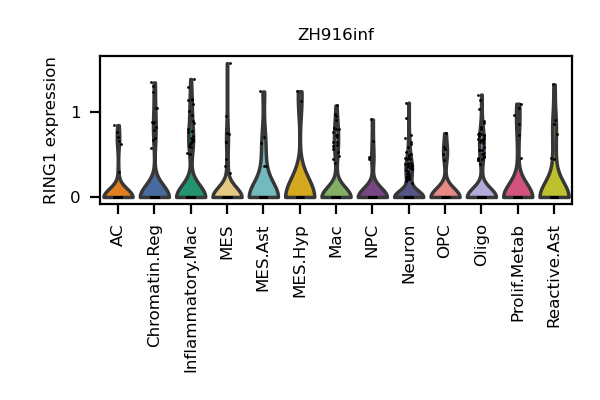 ZH916inf
RING1 expression
1
0
AC
Chromatin.Reg
Inflammatory.Mac
MES
MES.Ast
MES.Hyp
Mac
NPC
Neuron
OPC
Oligo
Prolif.Metab
Reactive.Ast